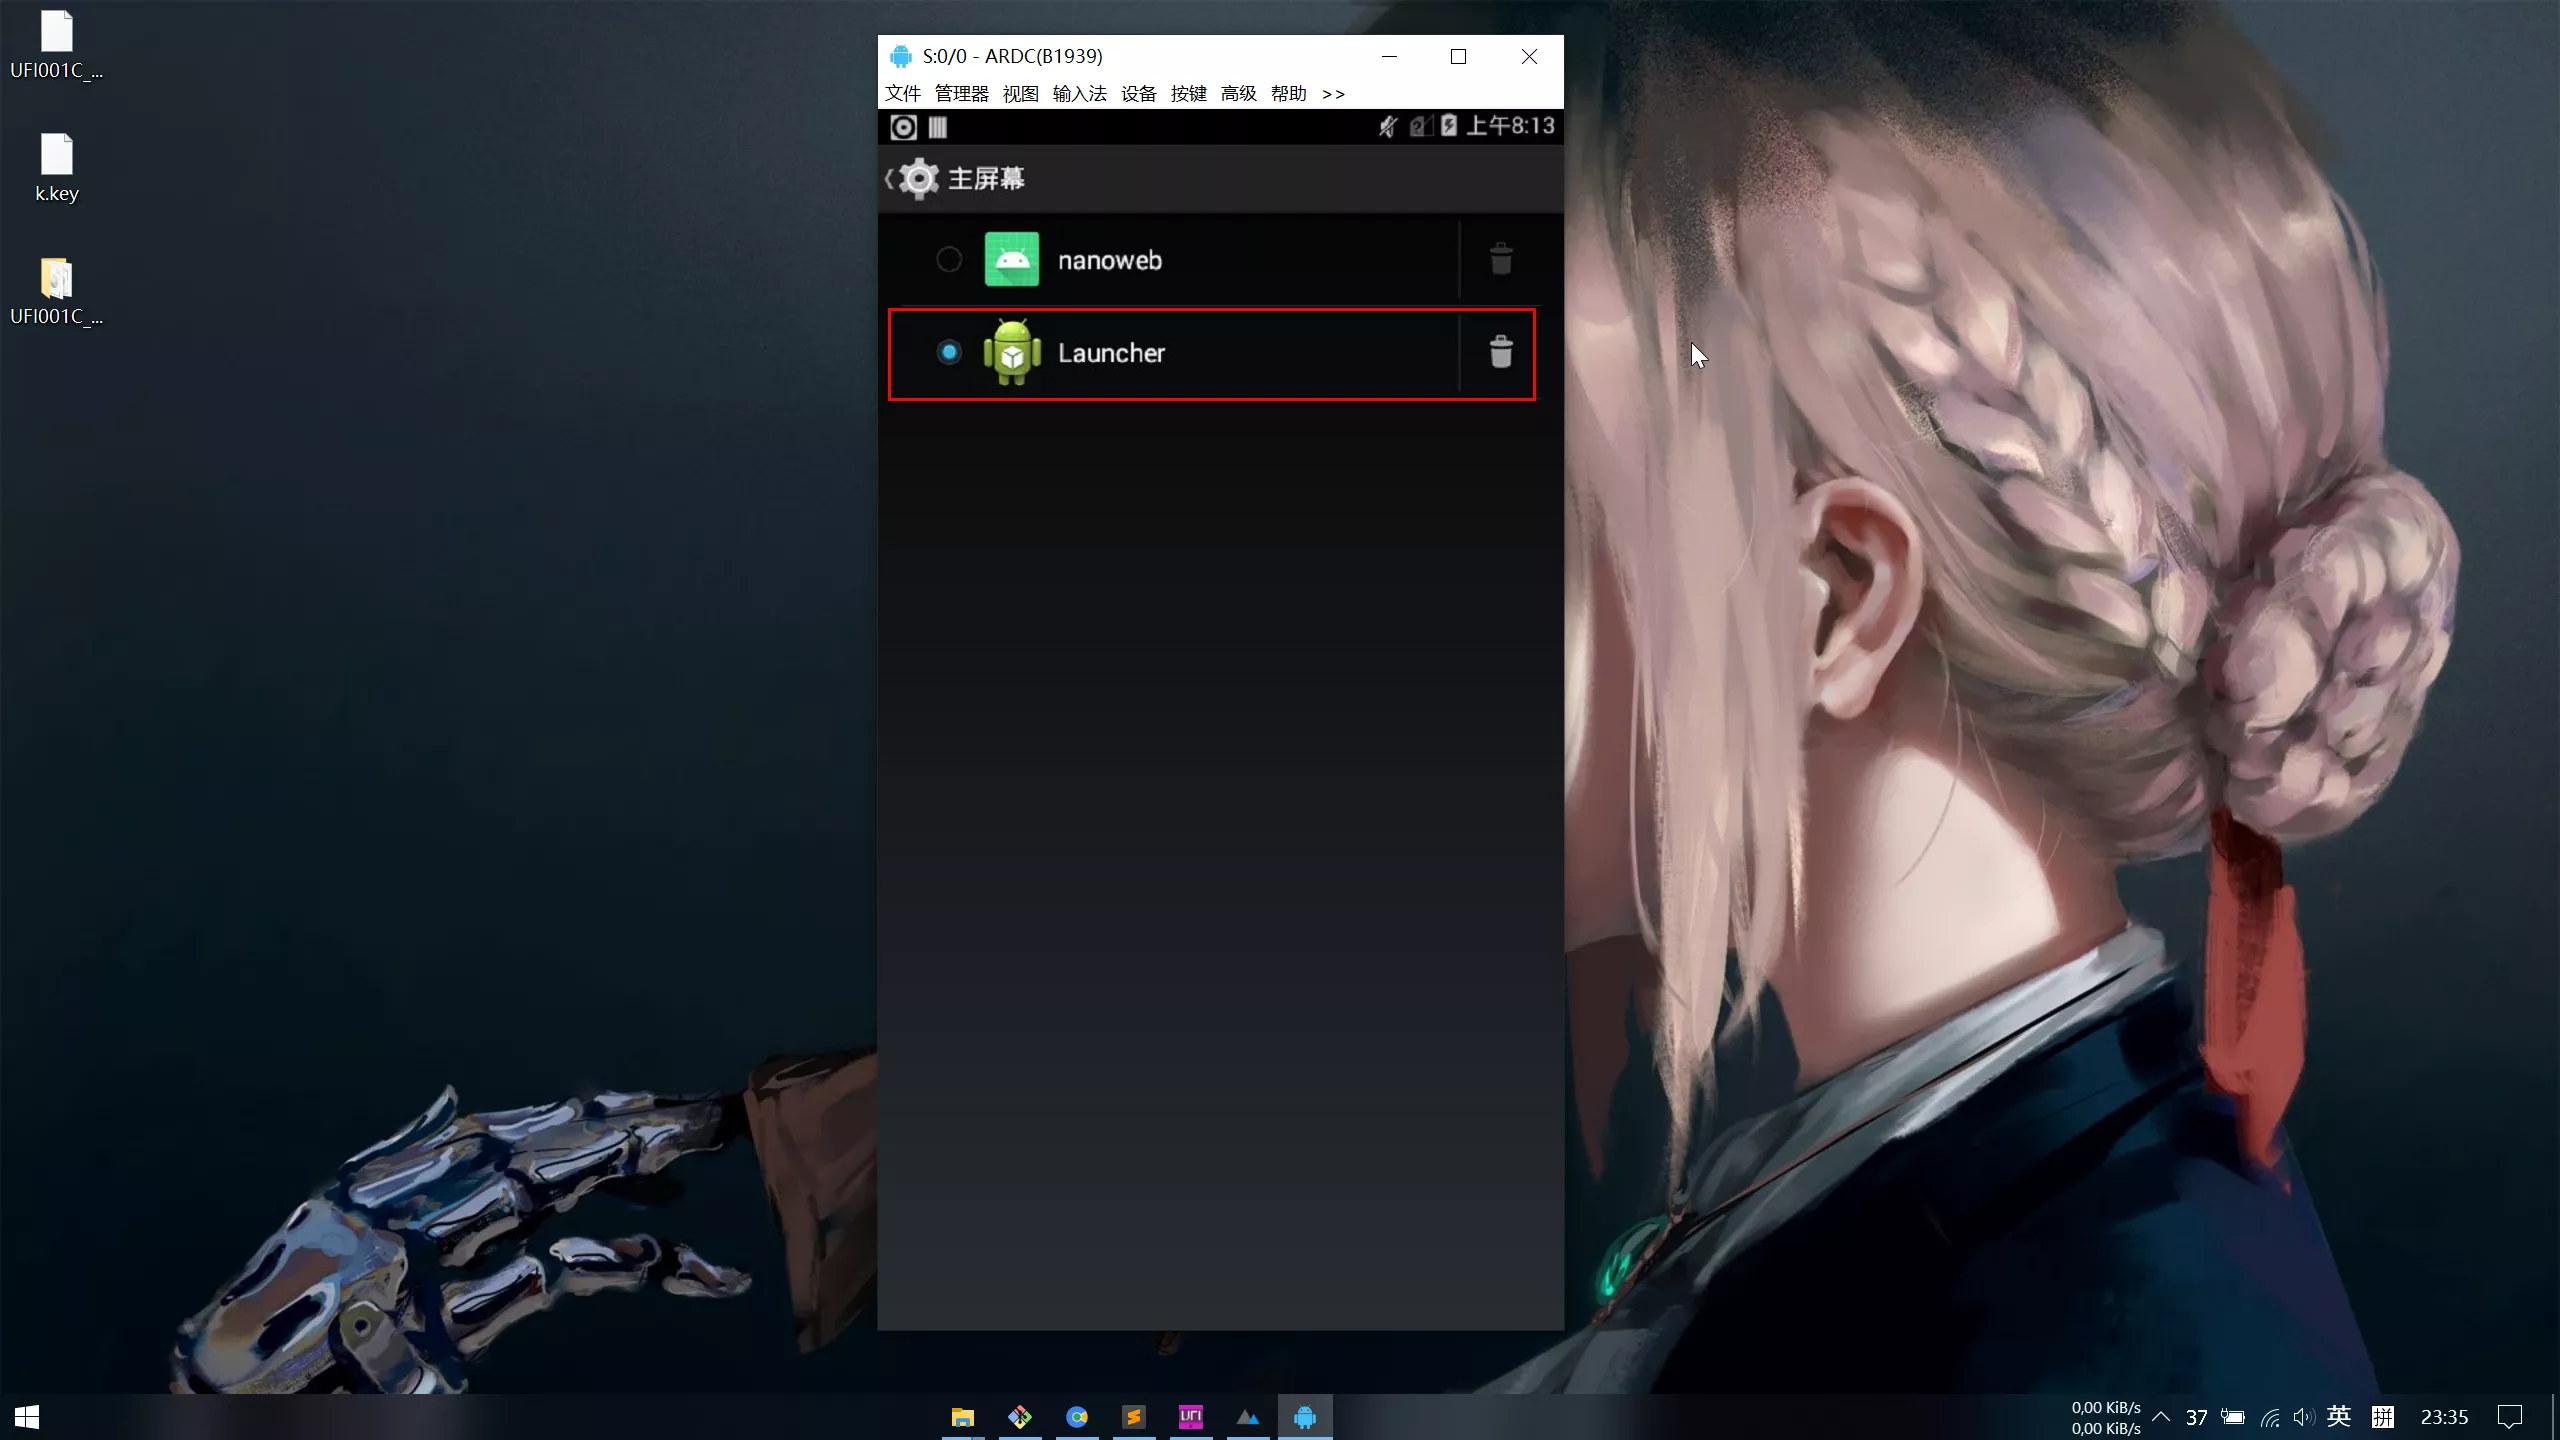 UFI001C_...
k.key
UFI001C_...
S:0/0 - ARDC(B1939)
文件 管理器 视图 输入法 设备 按键 高级 帮助 >>
上午8:13
主屏幕
nanoweb
Launcher
UFI
0,00 KiB/s
0,00 KiB/s
37
英
拼
23:35